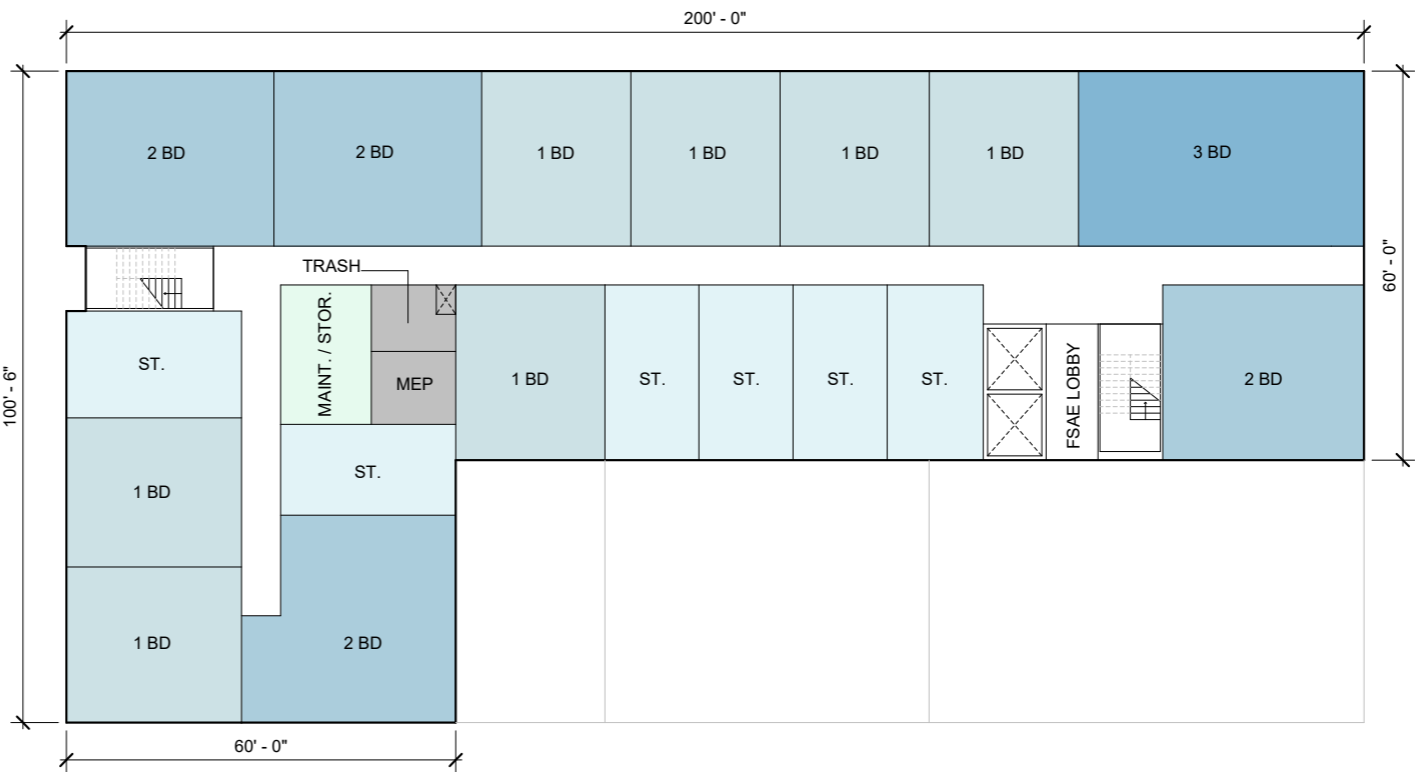 200' - 0"
2 BD
2 BD
1 BD
1 BD
1 BD
1 BD
3 BD
100' - 6"
60' - 0"
TRASH
MAINT. / STOR.
MEP
ST.
1 BD
ST.
ST.
ST.
ST.
FSAE LOBBY
2 BD
ST.
1 BD
1 BD
2 BD
60' - 0"